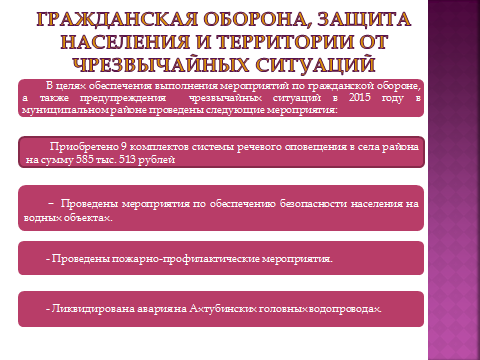 ГРАЖДАНСКАЯ ОБОРОНА, ЗАЩИТА
НАСЕЛЕНИЯ И ТЕРРИТОРИИ ОТ
ЧРЕЗВЫЧАЙНЫХ СИТУАЦИЙ
В целях обеспечения выполнения мероприятий по гражданской обороне,
а также предупреждения чрезвычайных ситуаций в 2015 году в
муниципальном районе проведены следующие мероприятия:
Приобретено 9 комплектов системы речевого оповещения в села района
на сумму 585 тыс. 513 рублей
– Проведены мероприятия по обеспечению безопасности населения на
водных объектах.
- Проведены пожарно-профилактические мероприятия.
- Ликвидирована авария на Ахтубинских головных водопроводах.